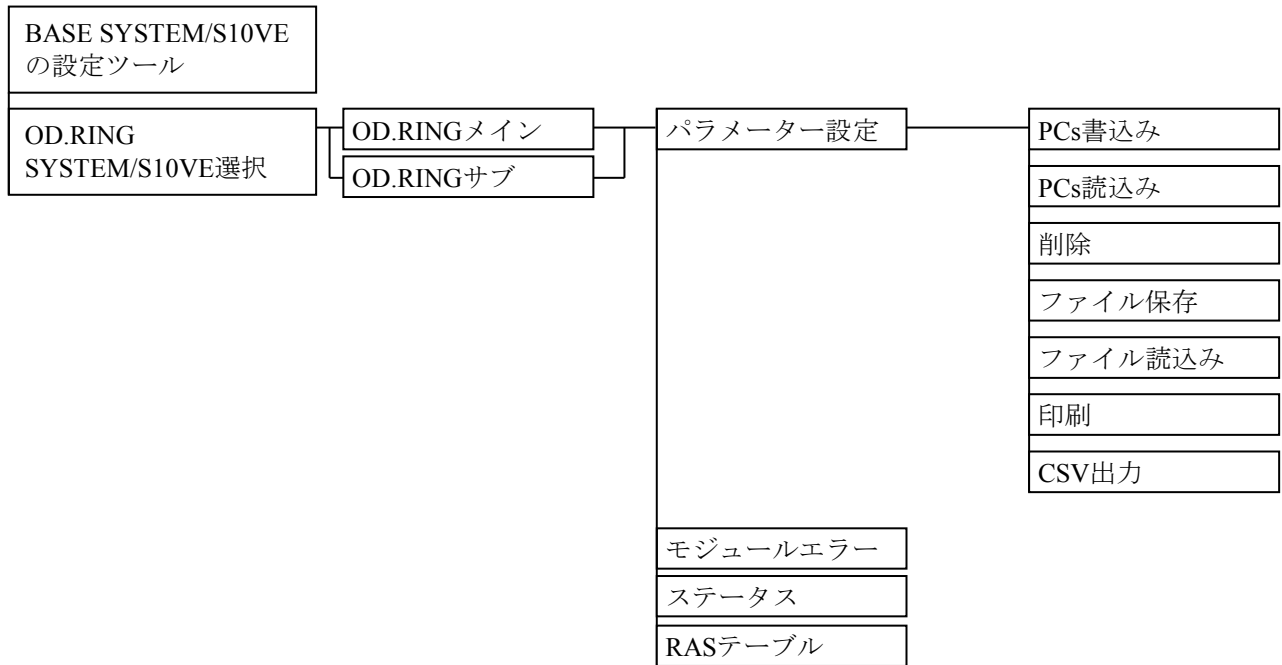 BASE SYSTEM/S10VE
の設定ツール
OD.RING
SYSTEM/S10VE選択
OD.RINGメイン
OD.RINGサブ
パラメーター設定
PCs書込み
PCs読込み
削除
ファイル保存
ファイル読込み
印刷
CSV出力
モジュールエラー
ステータス
RASテーブル